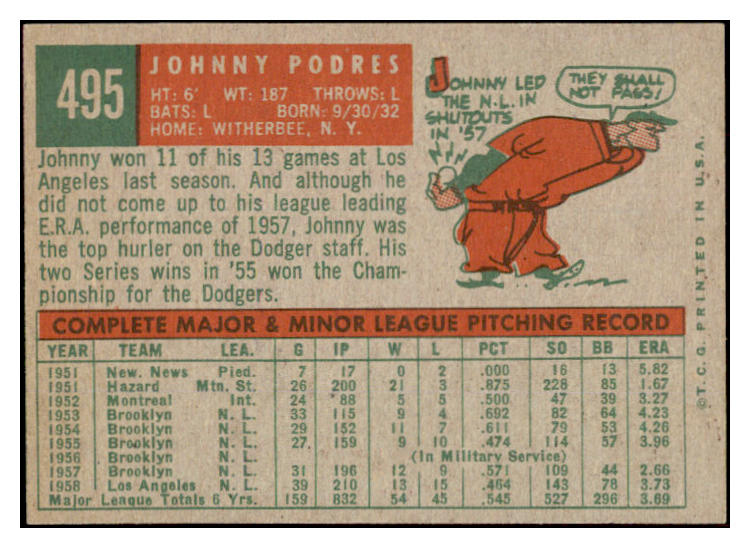 495
JOHNNY PODRES
HT: 6' WT: 187 THROWS: L
BATS: L BORN: 9/30/32
HOME: WITHERBEE, N. Y.
JOHNNY LED
THE N.L. IN
SHUTOUTS
IN '57
THEY SHALL
NOT PASS!
Johnny won 11 of his 13 games at Los
Angeles last season. And although he
did not come up to his league leading
E.R.A. performance of 1957, Johnny was
the top hurler on the Dodger staff. His
two Series wins in '55 won the Cham-
pionship for the Dodgers.
COMPLETE MAJOR & MINOR LEAGUE PITCHING RECORD
YEAR TEAM LEA. G IP W L PCT SO BB ERA
1951 New. News Pied. 7 17 0 2 .000 16 13 5.82
1951 Hazard Mtn. St. 26 200 21 3 .875 228 85 1.67
1952 Montreal Int. 24 88 5 5 .500 47 39 3.27
1953 Brooklyn N. L. 33 115 9 4 .692 82 64 4.23
1954 Brooklyn N. L. 29 152 11 7 .611 79 53 4.26
1955 Brooklyn N. L. 27 159 9 10 .474 114 57 3.96
1956 Brooklyn N. L. (In Military Service)
1957 Brooklyn N. L. 31 196 12 9 .571 109 44 2.66
1958 Los Angeles N. L. 39 210 13 15 .464 143 78 3.73
Major League Totals 6 Yrs. 159 832 54 45 .545 527 296 3.69
© T. C. G. PRINTED IN U.S.A.